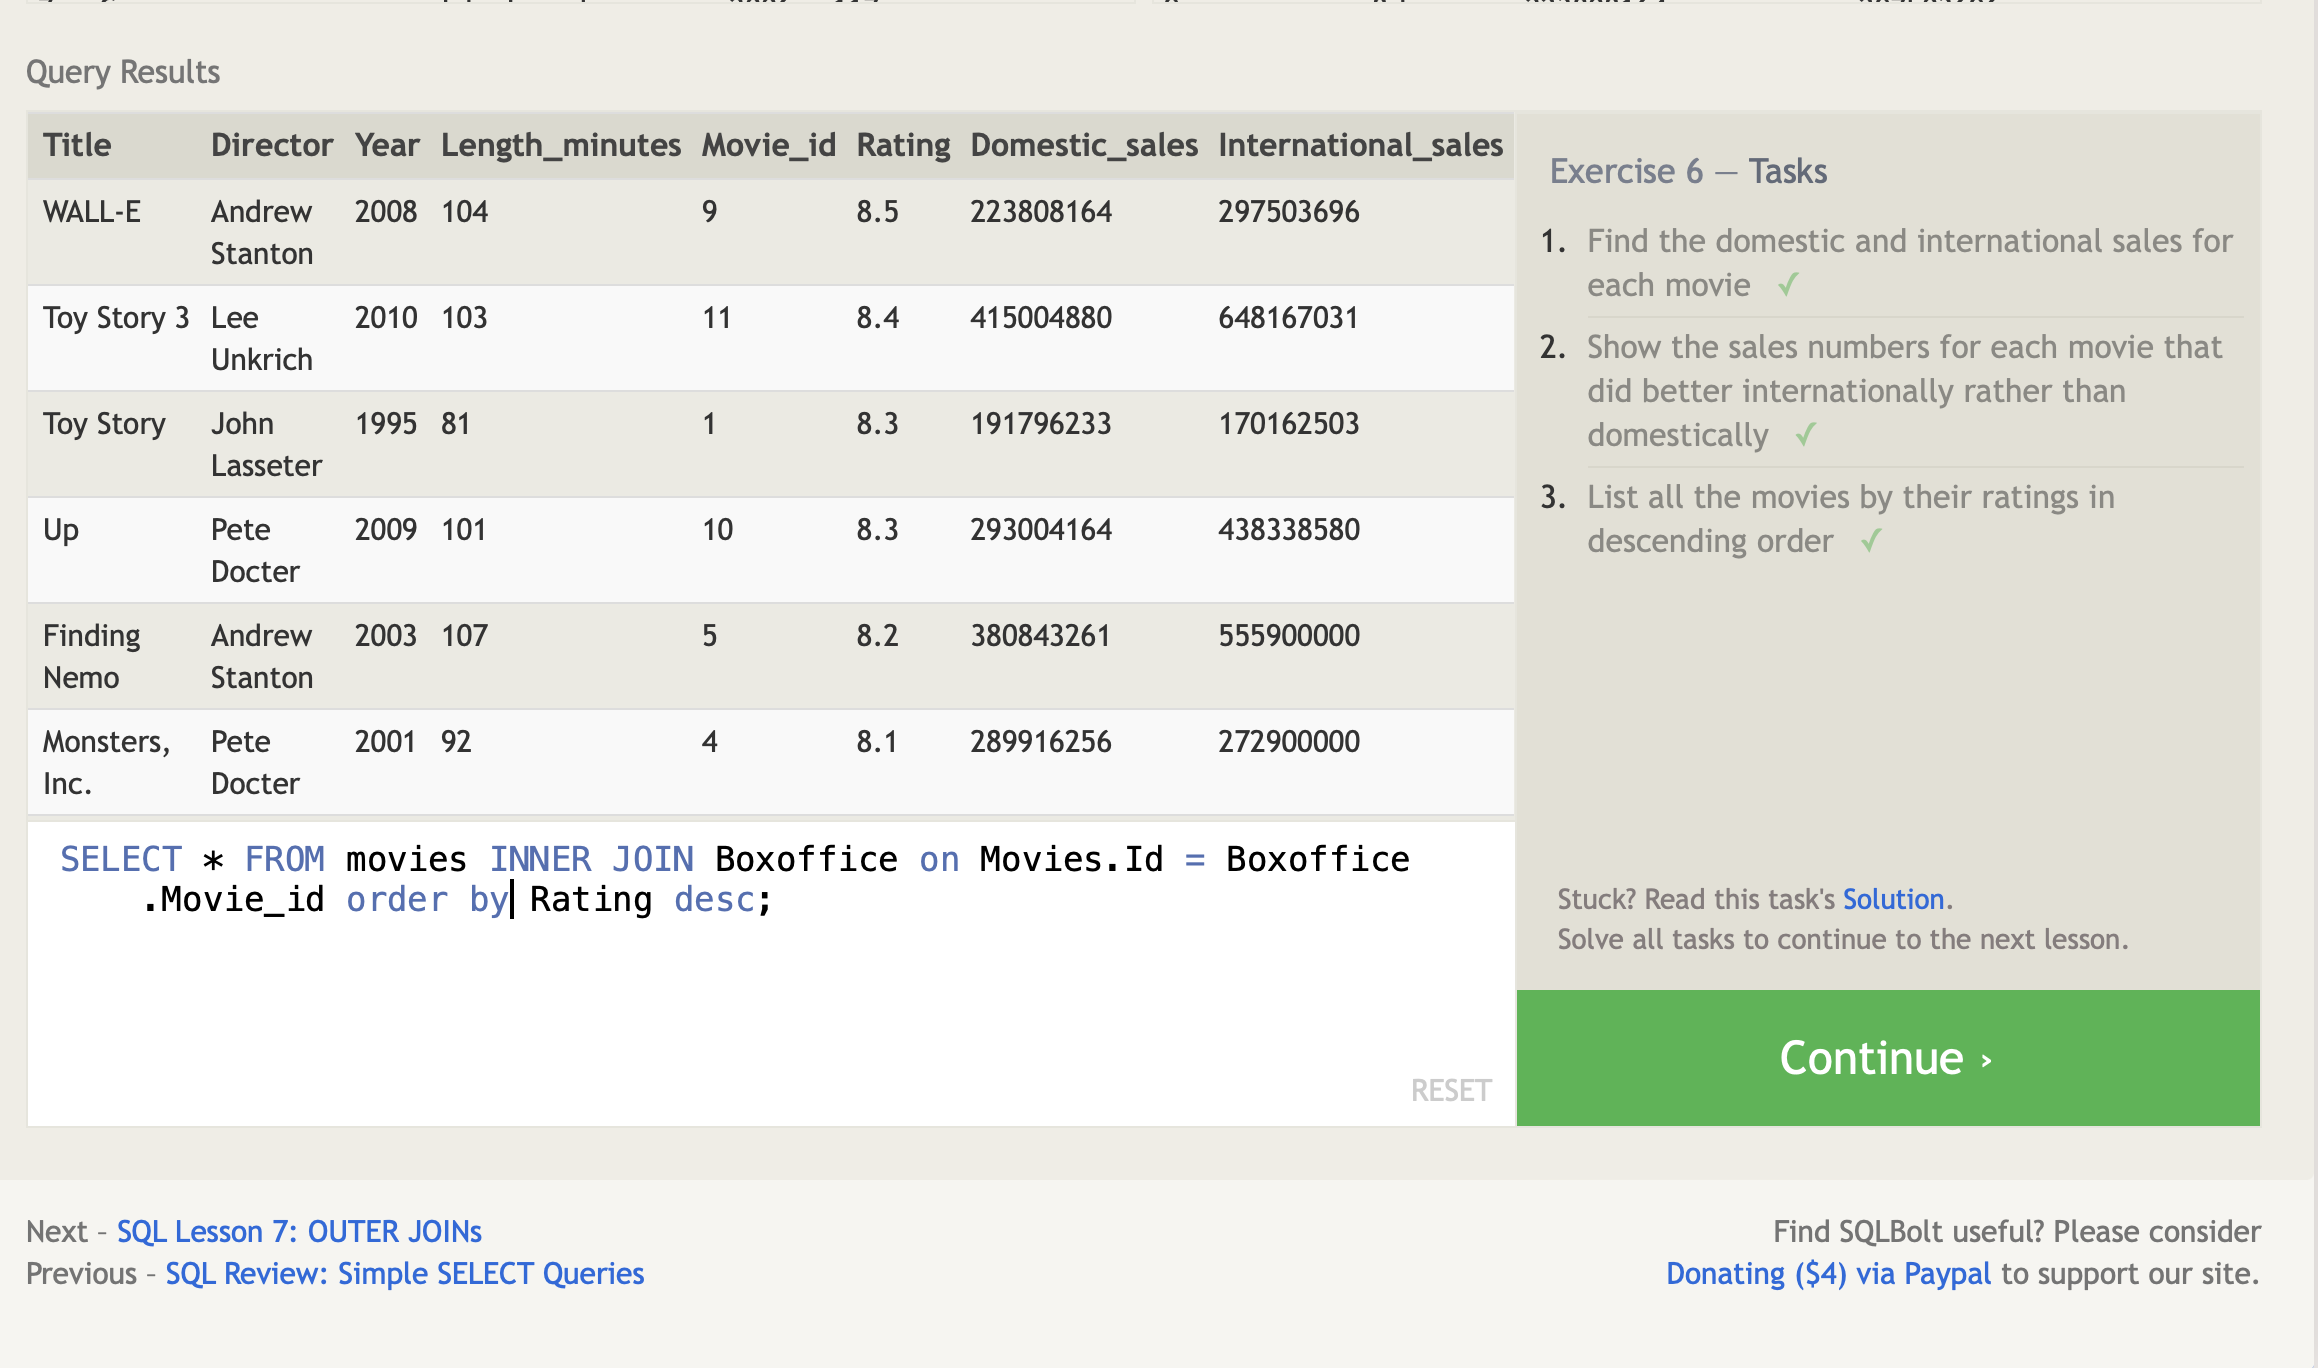 Query Results
Title Director Year Length_minutes Movie_id Rating Domestic_sales International_sales
WALL-E Andrew Stanton 2008 104 9 8.5 223808164 297503696
Toy Story 3 Lee Unkrich 2010 103 11 8.4 415004880 648167031
Toy Story John Lasseter 1995 81 1 8.3 191796233 170162503
Up Pete Docter 2009 101 10 8.3 293004164 438338580
Finding Nemo Andrew Stanton 2003 107 5 8.2 380843261 555900000
Monsters, Inc. Pete Docter 2001 92 4 8.1 289916256 272900000
SELECT * FROM movies INNER JOIN Boxoffice on Movies.Id = Boxoffice
.Movie_id order by Rating desc;
RESET
Exercise 6 — Tasks
1. Find the domestic and international sales for
each movie ✓
2. Show the sales numbers for each movie that
did better internationally rather than
domestically ✓
3. List all the movies by their ratings in
descending order ✓
Stuck? Read this task's Solution.
Solve all tasks to continue to the next lesson.
Continue ›
Next – SQL Lesson 7: OUTER JOINs
Previous – SQL Review: Simple SELECT Queries
Find SQLBolt useful? Please consider
Donating ($4) via Paypal to support our site.